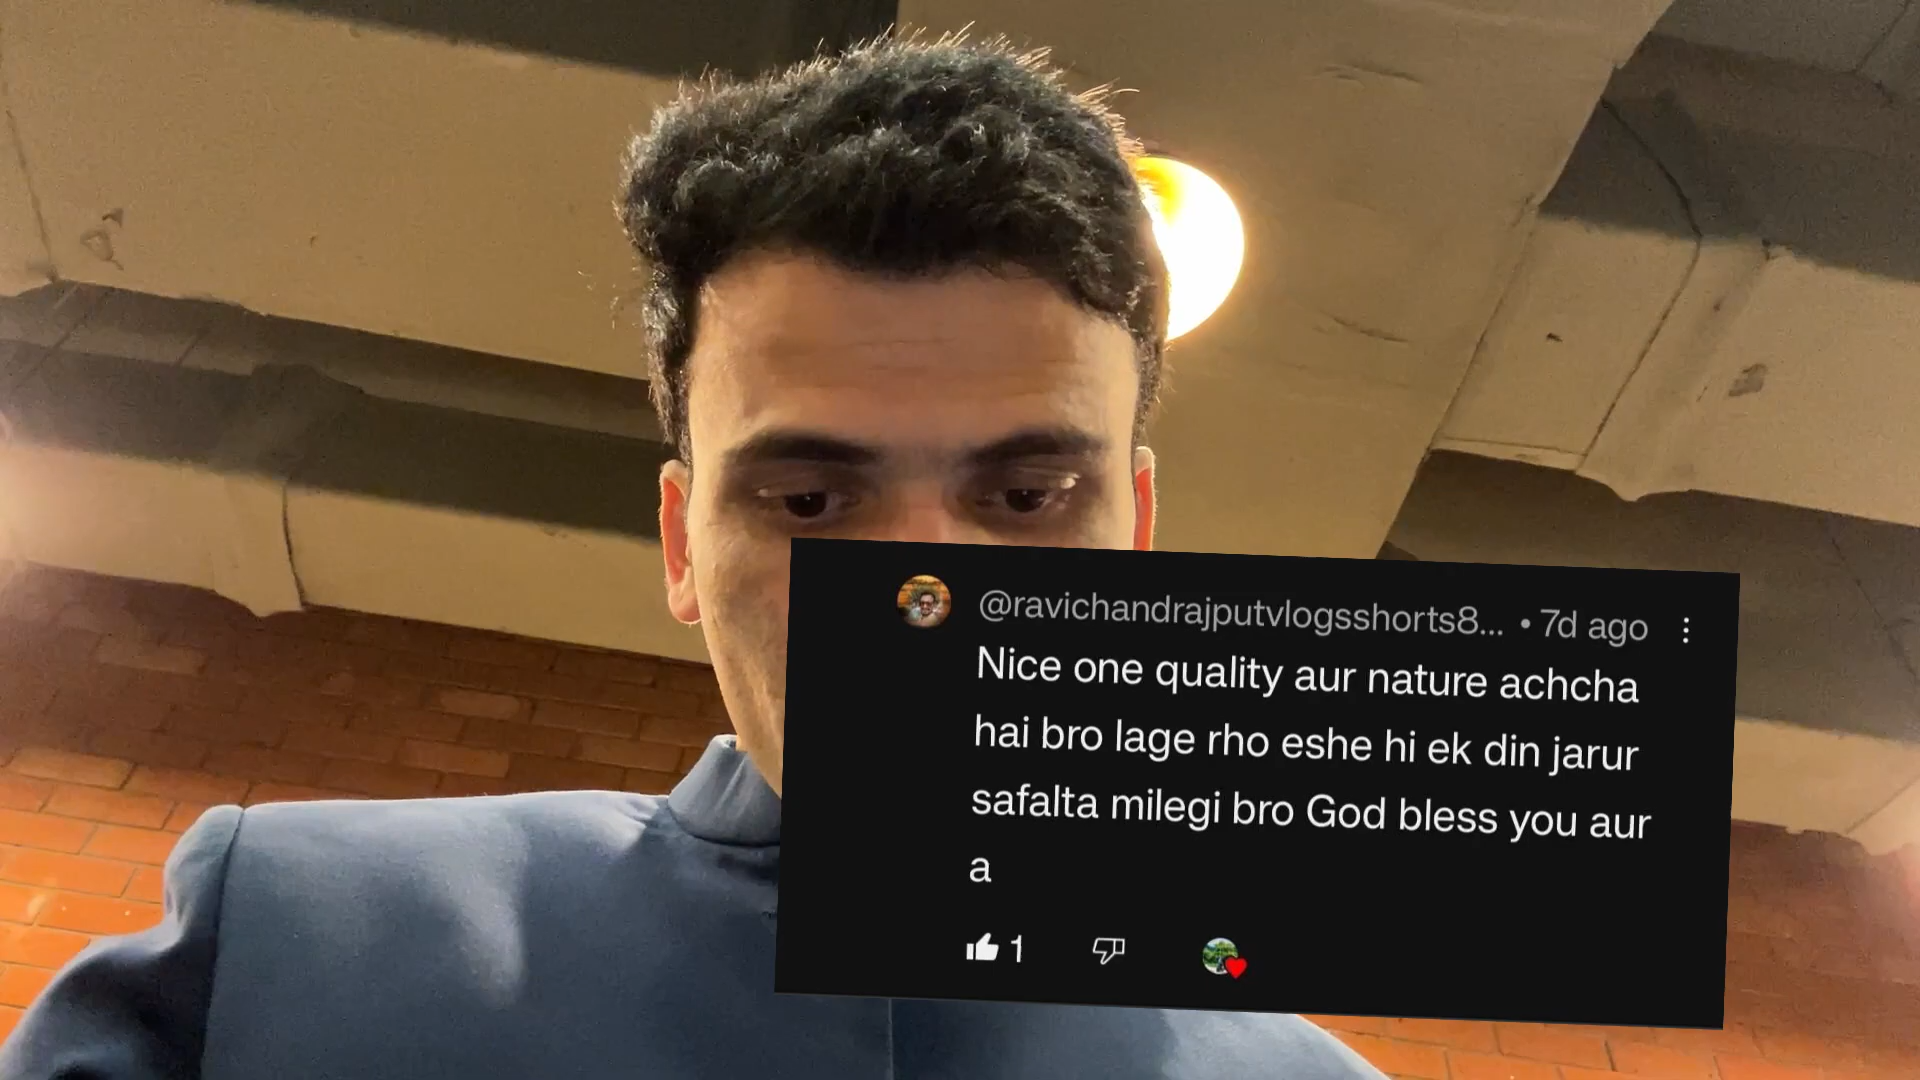 @ravichandrajputvlogsshorts8... • 7d ago
Nice one quality aur nature achcha
hai bro lage rho eshe hi ek din jarur
safalta milegi bro God bless you aur
a
1